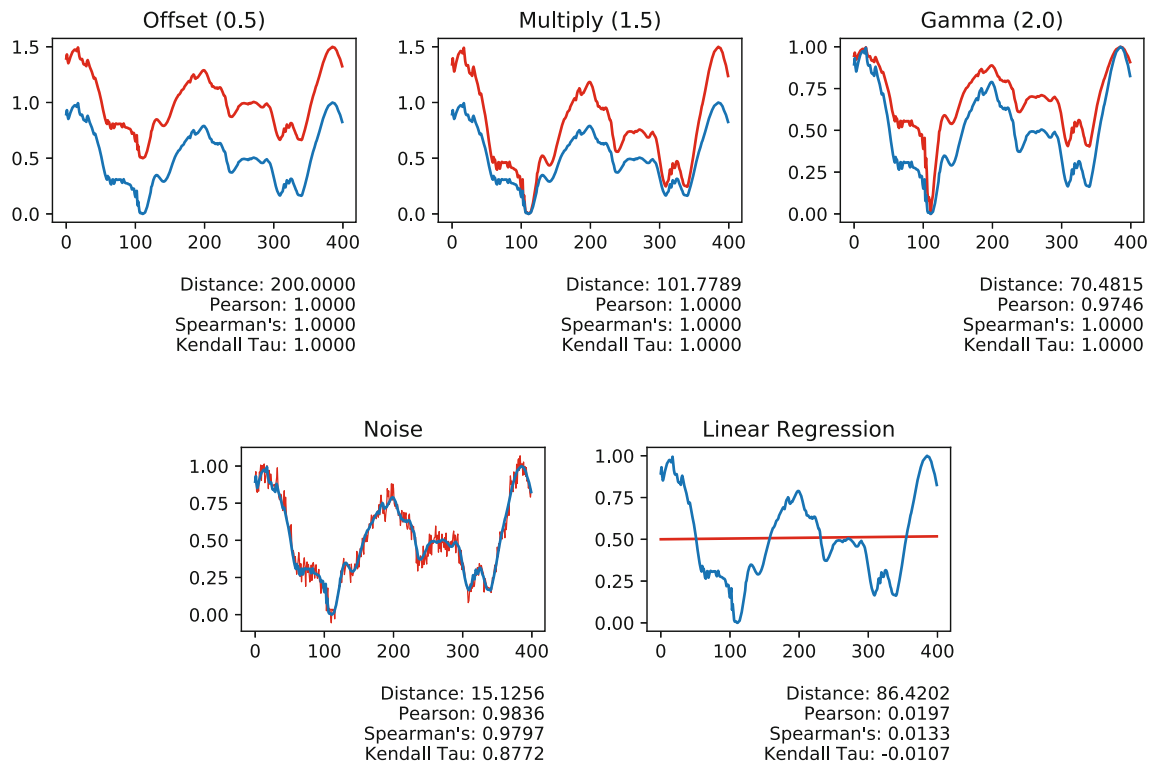 Offset (0.5)
1.5
1.0
0.5
0.0
0 100 200 300 400
Distance: 200.0000
Pearson: 1.0000
Spearman's: 1.0000
Kendall Tau: 1.0000
Multiply (1.5)
1.5
1.0
0.5
0.0
0 100 200 300 400
Distance: 101.7789
Pearson: 1.0000
Spearman's: 1.0000
Kendall Tau: 1.0000
Gamma (2.0)
1.00
0.75
0.50
0.25
0.00
0 100 200 300 400
Distance: 70.4815
Pearson: 0.9746
Spearman's: 1.0000
Kendall Tau: 1.0000
Noise
1.00
0.75
0.50
0.25
0.00
0 100 200 300 400
Distance: 15.1256
Pearson: 0.9836
Spearman's: 0.9797
Kendall Tau: 0.8772
Linear Regression
1.00
0.75
0.50
0.25
0.00
0 100 200 300 400
Distance: 86.4202
Pearson: 0.0197
Spearman's: 0.0133
Kendall Tau: -0.0107